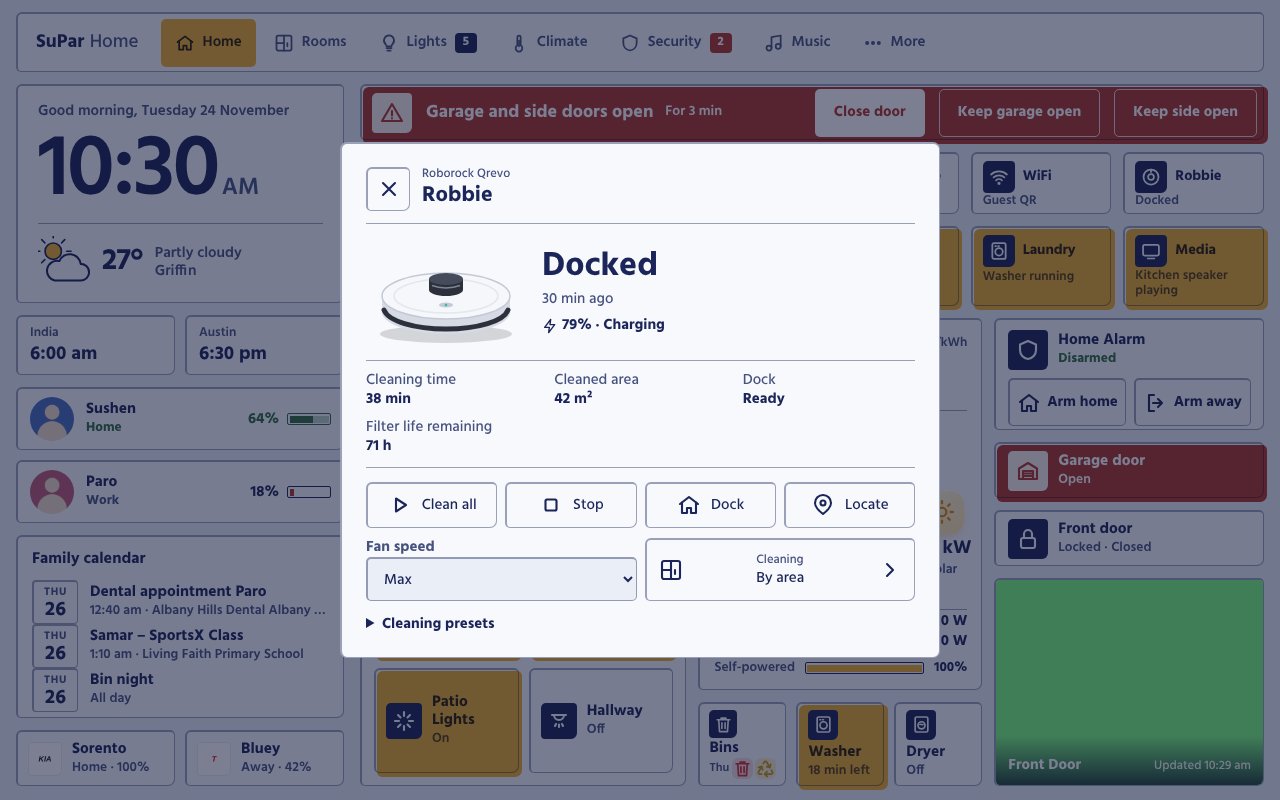 SuPar Home
Home
Rooms
Lights 5
Climate
Security 2
Music
More
Good morning, Tuesday 24 November
10:30 AM
27° Partly cloudy
Griffin
India
6:00 am
Austin
6:30 pm
Sushen
Home
64%
Paro
Work
18%
Family calendar
THU
26
Dental appointment Paro
12:40 am · Albany Hills Dental Albany ...
THU
26
Samar – SportsX Class
1:10 am · Living Faith Primary School
THU
26
Bin night
All day
KIA
Sorento
Home · 100%
T
Bluey
Away · 42%
Garage and side doors open For 3 min
Close door
Keep garage open
Keep side open
WiFi
Guest QR
Robbie
Docked
Laundry
Washer running
Media
Kitchen speaker
playing
Roborock Qrevo
Robbie
Docked
30 min ago
79% · Charging
Cleaning time
38 min
Cleaned area
42 m²
Dock
Ready
Filter life remaining
71 h
Clean all
Stop
Dock
Locate
Fan speed
Max
Cleaning
By area
Cleaning presets
/kWh
kW
0 W
0 W
Self-powered 100%
Patio
Lights
On
Hallway
Off
Bins
Thu
Washer
18 min left
Dryer
Off
Home Alarm
Disarmed
Arm home
Arm away
Garage door
Open
Front door
Locked · Closed
Front Door
Updated 10:29 am